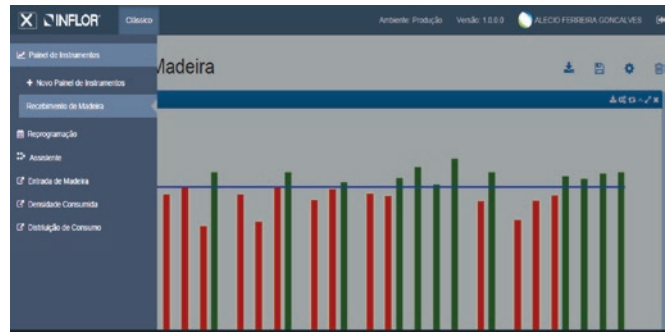 INFLOR
Clássico
Ambiente: Produção
Versão: 1.0.0.0
ALECIO FERREIRA GONCALVES
Painel de Instrumentos
Madeira
+ Novo Painel de Instrumentos
Recebimento de Madeira
Reprogramação
Assistente
Entrada de Madeira
Densidade Consumida
Distribuição de Consumo